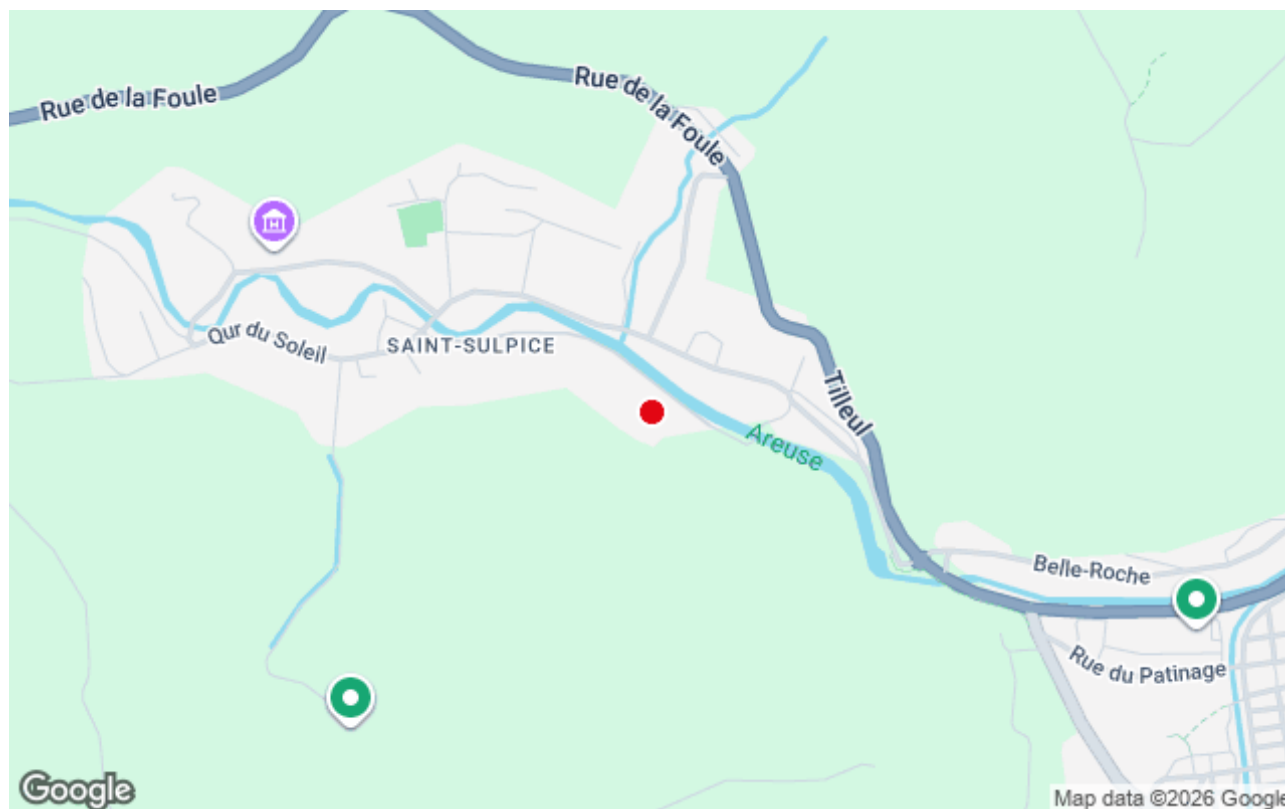 Rue de la Foule
Rue de la Foule
Qur du Soleil
SAINT-SULPICE
Tilleul
Areuse
Belle-Roche
Rue du Patinage
Google
Map data ©2026 Google